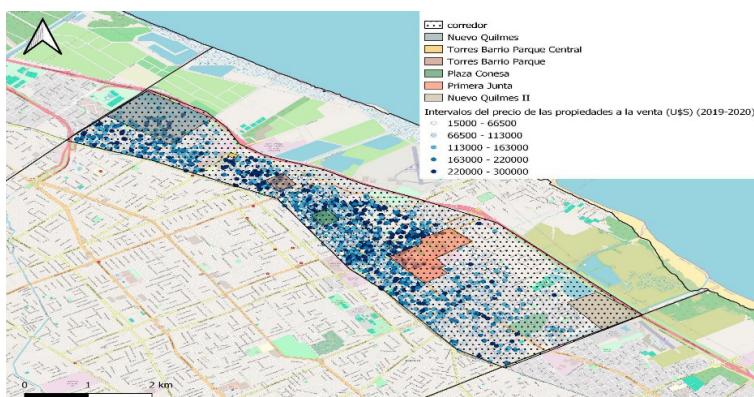 corredor
Nuevo Quilmes
Torres Barrio Parque Central
Torres Barrio Parque
Plaza Conesa
Primera Junta
Nuevo Quilmes II
Intervalos del precio de las propiedades a la venta (U$S) (2019-2020)
15000 - 66500
66500 - 113000
113000 - 163000
163000 - 220000
220000 - 300000
0 1 2 km